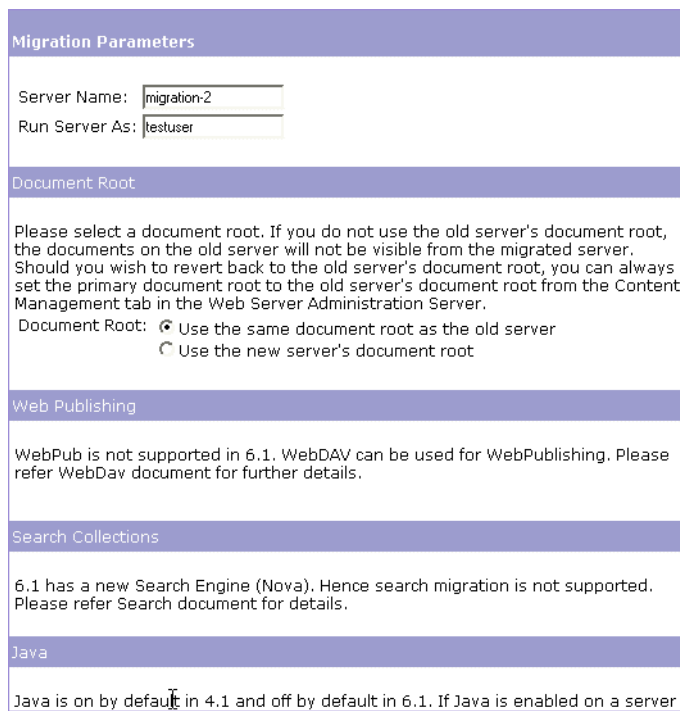 Migration Parameters
Server Name: migration-2
Run Server As: testuser
Document Root
Please select a document root. If you do not use the old server's document root,
the documents on the old server will not be visible from the migrated server.
Should you wish to revert back to the old server's document root, you can always
set the primary document root to the old server's document root from the Content
Management tab in the Web Server Administration Server.
Document Root: Use the same document root as the old server
Use the new server's document root
Web Publishing
WebPub is not supported in 6.1. WebDAV can be used for WebPublishing. Please
refer WebDav document for further details.
Search Collections
6.1 has a new Search Engine (Nova). Hence search migration is not supported.
Please refer Search document for details.
Java
Java is on by default in 4.1 and off by default in 6.1. If Java is enabled on a server